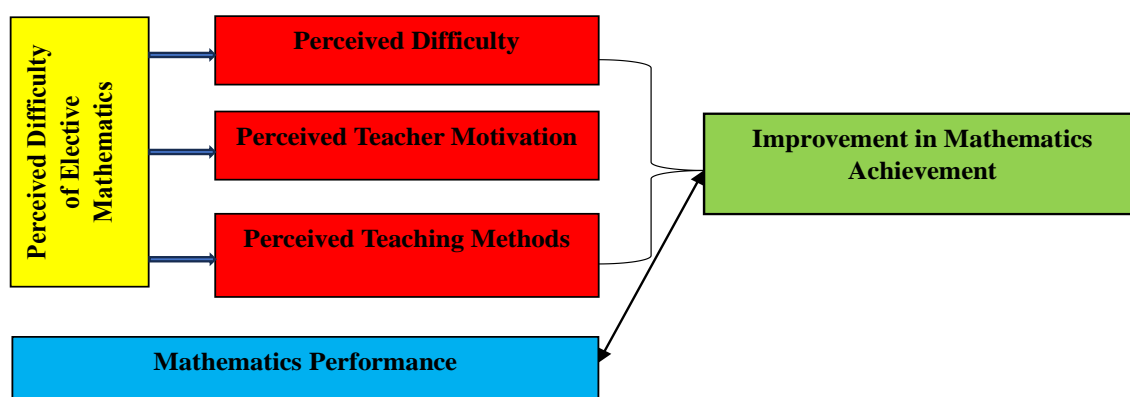 Perceived Difficulty
of Elective
Mathematics
Perceived Difficulty
Perceived Teacher Motivation
Perceived Teaching Methods
Improvement in Mathematics
Achievement
Mathematics Performance